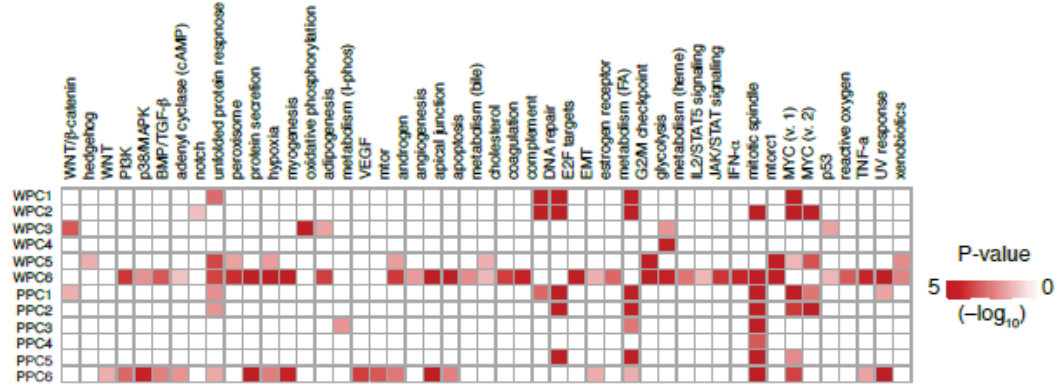 WNT/β-catenin
hedgehog
WNT
PI3K
p38/MAPK
BMP/TGF-β
adenyl cyclase (cAMP)
notch
unfolded protein respnose
peroxisome
protein secretion
hypoxia
myogenesis
oxidative phosphorylation
adipogenesis
metabolism (I-phos)
VEGF
mtor
androgen
angiogenesis
apical junction
apoptosis
metabolism (bile)
cholesterol
coagulation
complement
DNA repair
E2F targets
EMT
estrogen receptor
metabolism (FA)
G2/M checkpoint
glycolysis
metabolism (heme)
IL2/STAT5 signaling
JAK/STAT signaling
IFN-α
mitotic spindle
mtorc1
MYC (v. 1)
MYC (v. 2)
p53
reactive oxygen
TNF-a
UV response
xenobiotics
WPC1
WPC2
WPC3
WPC4
WPC5
WPC6
PPC1
PPC2
PPC3
PPC4
PPC5
PPC6
P-value
5 0
(–log₁₀)